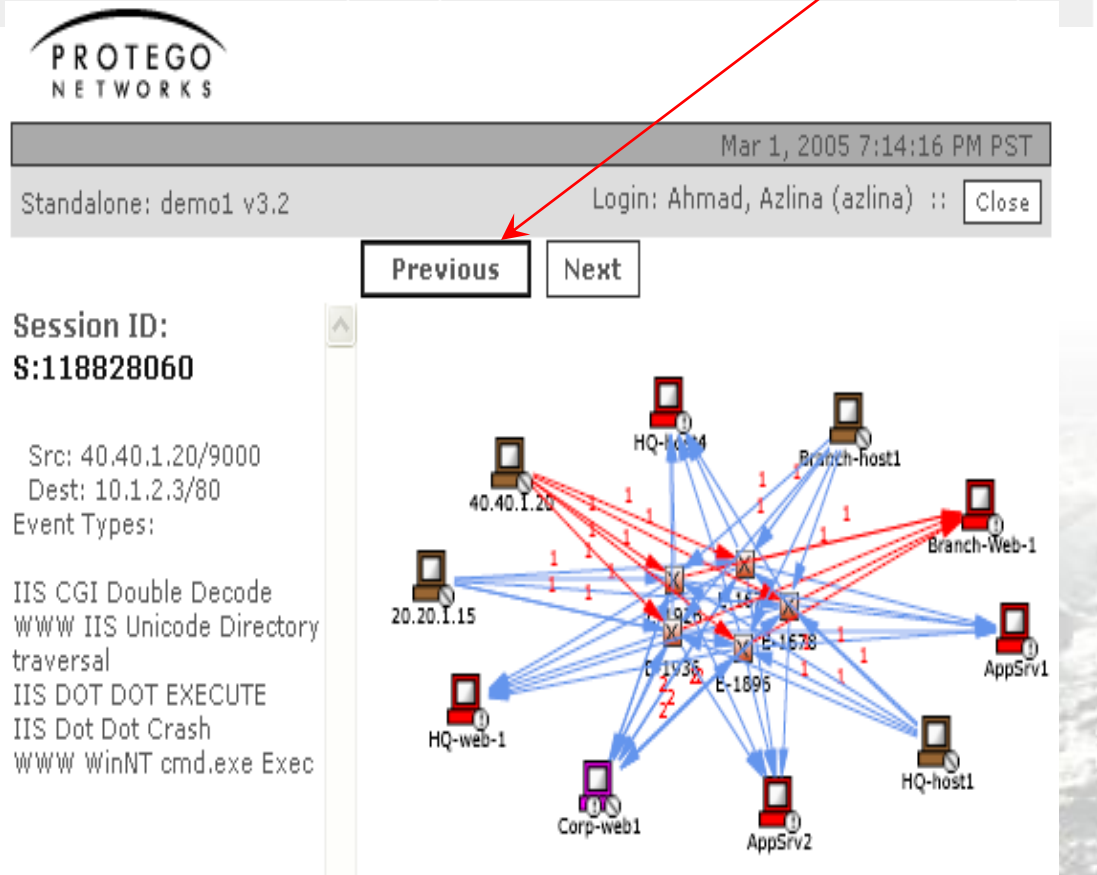 PROTEGO
NETWORKS
Mar 1, 2005 7:14:16 PM PST
Standalone: demo1 v3.2
Login: Ahmad, Azlina (azlina) :: Close
Previous
Next
Session ID:
S:118828060
Src: 40.40.1.20/9000
Dest: 10.1.2.3/80
Event Types:
IIS CGI Double Decode
WWW IIS Unicode Directory
traversal
IIS DOT DOT EXECUTE
IIS Dot Dot Crash
WWW WinNT cmd.exe Exec
HQ-host4
Branch-host1
40.40.1.20
Branch-Web-1
20.20.1.15
E-1678
E-1936
E-1896
AppSrv1
HQ-web-1
HQ-host1
Corp-web1
AppSrv2